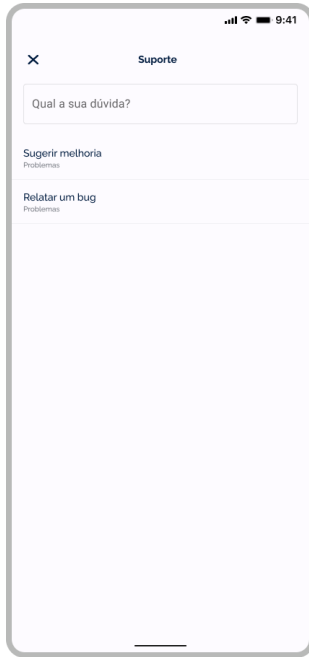 9:41
Suporte
Qual a sua dúvida?
Sugerir melhoria
Problemas
Relatar um bug
Problemas